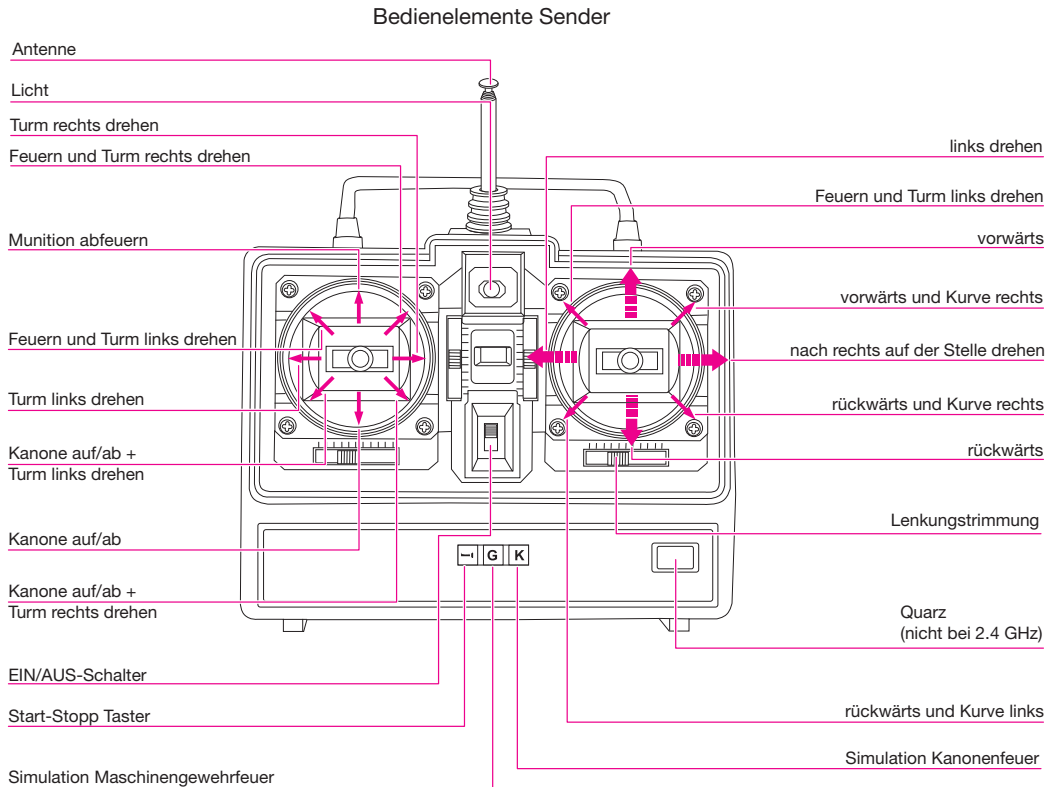 Bedienelemente Sender
Antenne
Licht
Turm rechts drehen
Feuern und Turm rechts drehen
Munition abfeuern
Feuern und Turm links drehen
Turm links drehen
Kanone auf/ab +
Turm links drehen
Kanone auf/ab
Kanone auf/ab +
Turm rechts drehen
EIN/AUS-Schalter
Start-Stopp Taster
Simulation Maschinengewehrfeuer
links drehen
Feuern und Turm links drehen
vorwärts
vorwärts und Kurve rechts
nach rechts auf der Stelle drehen
rückwärts und Kurve rechts
rückwärts
Lenkungstrimmung
Quarz
(nicht bei 2.4 GHz)
rückwärts und Kurve links
Simulation Kanonenfeuer
G K